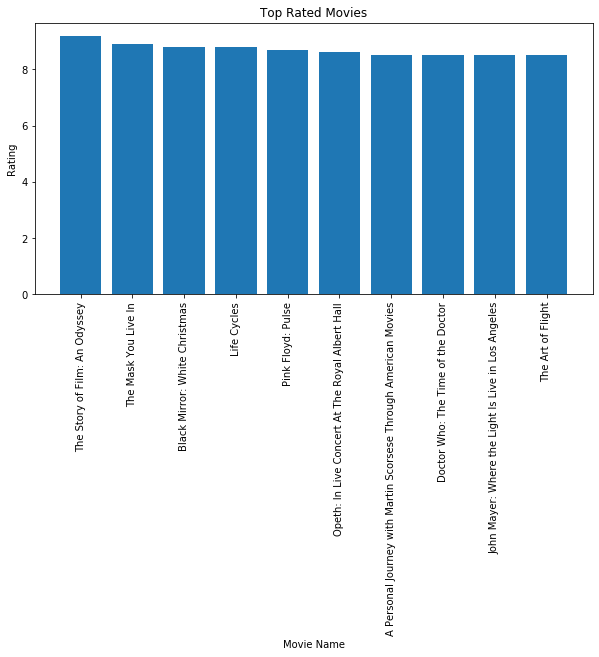 Top Rated Movies
Rating
8
6
4
2
0
The Story of Film: An Odyssey
The Mask You Live In
Black Mirror: White Christmas
Life Cycles
Pink Floyd: Pulse
Opeth: In Live Concert At The Royal Albert Hall
A Personal Journey with Martin Scorsese Through American Movies
Doctor Who: The Time of the Doctor
John Mayer: Where the Light Is Live in Los Angeles
The Art of Flight
Movie Name